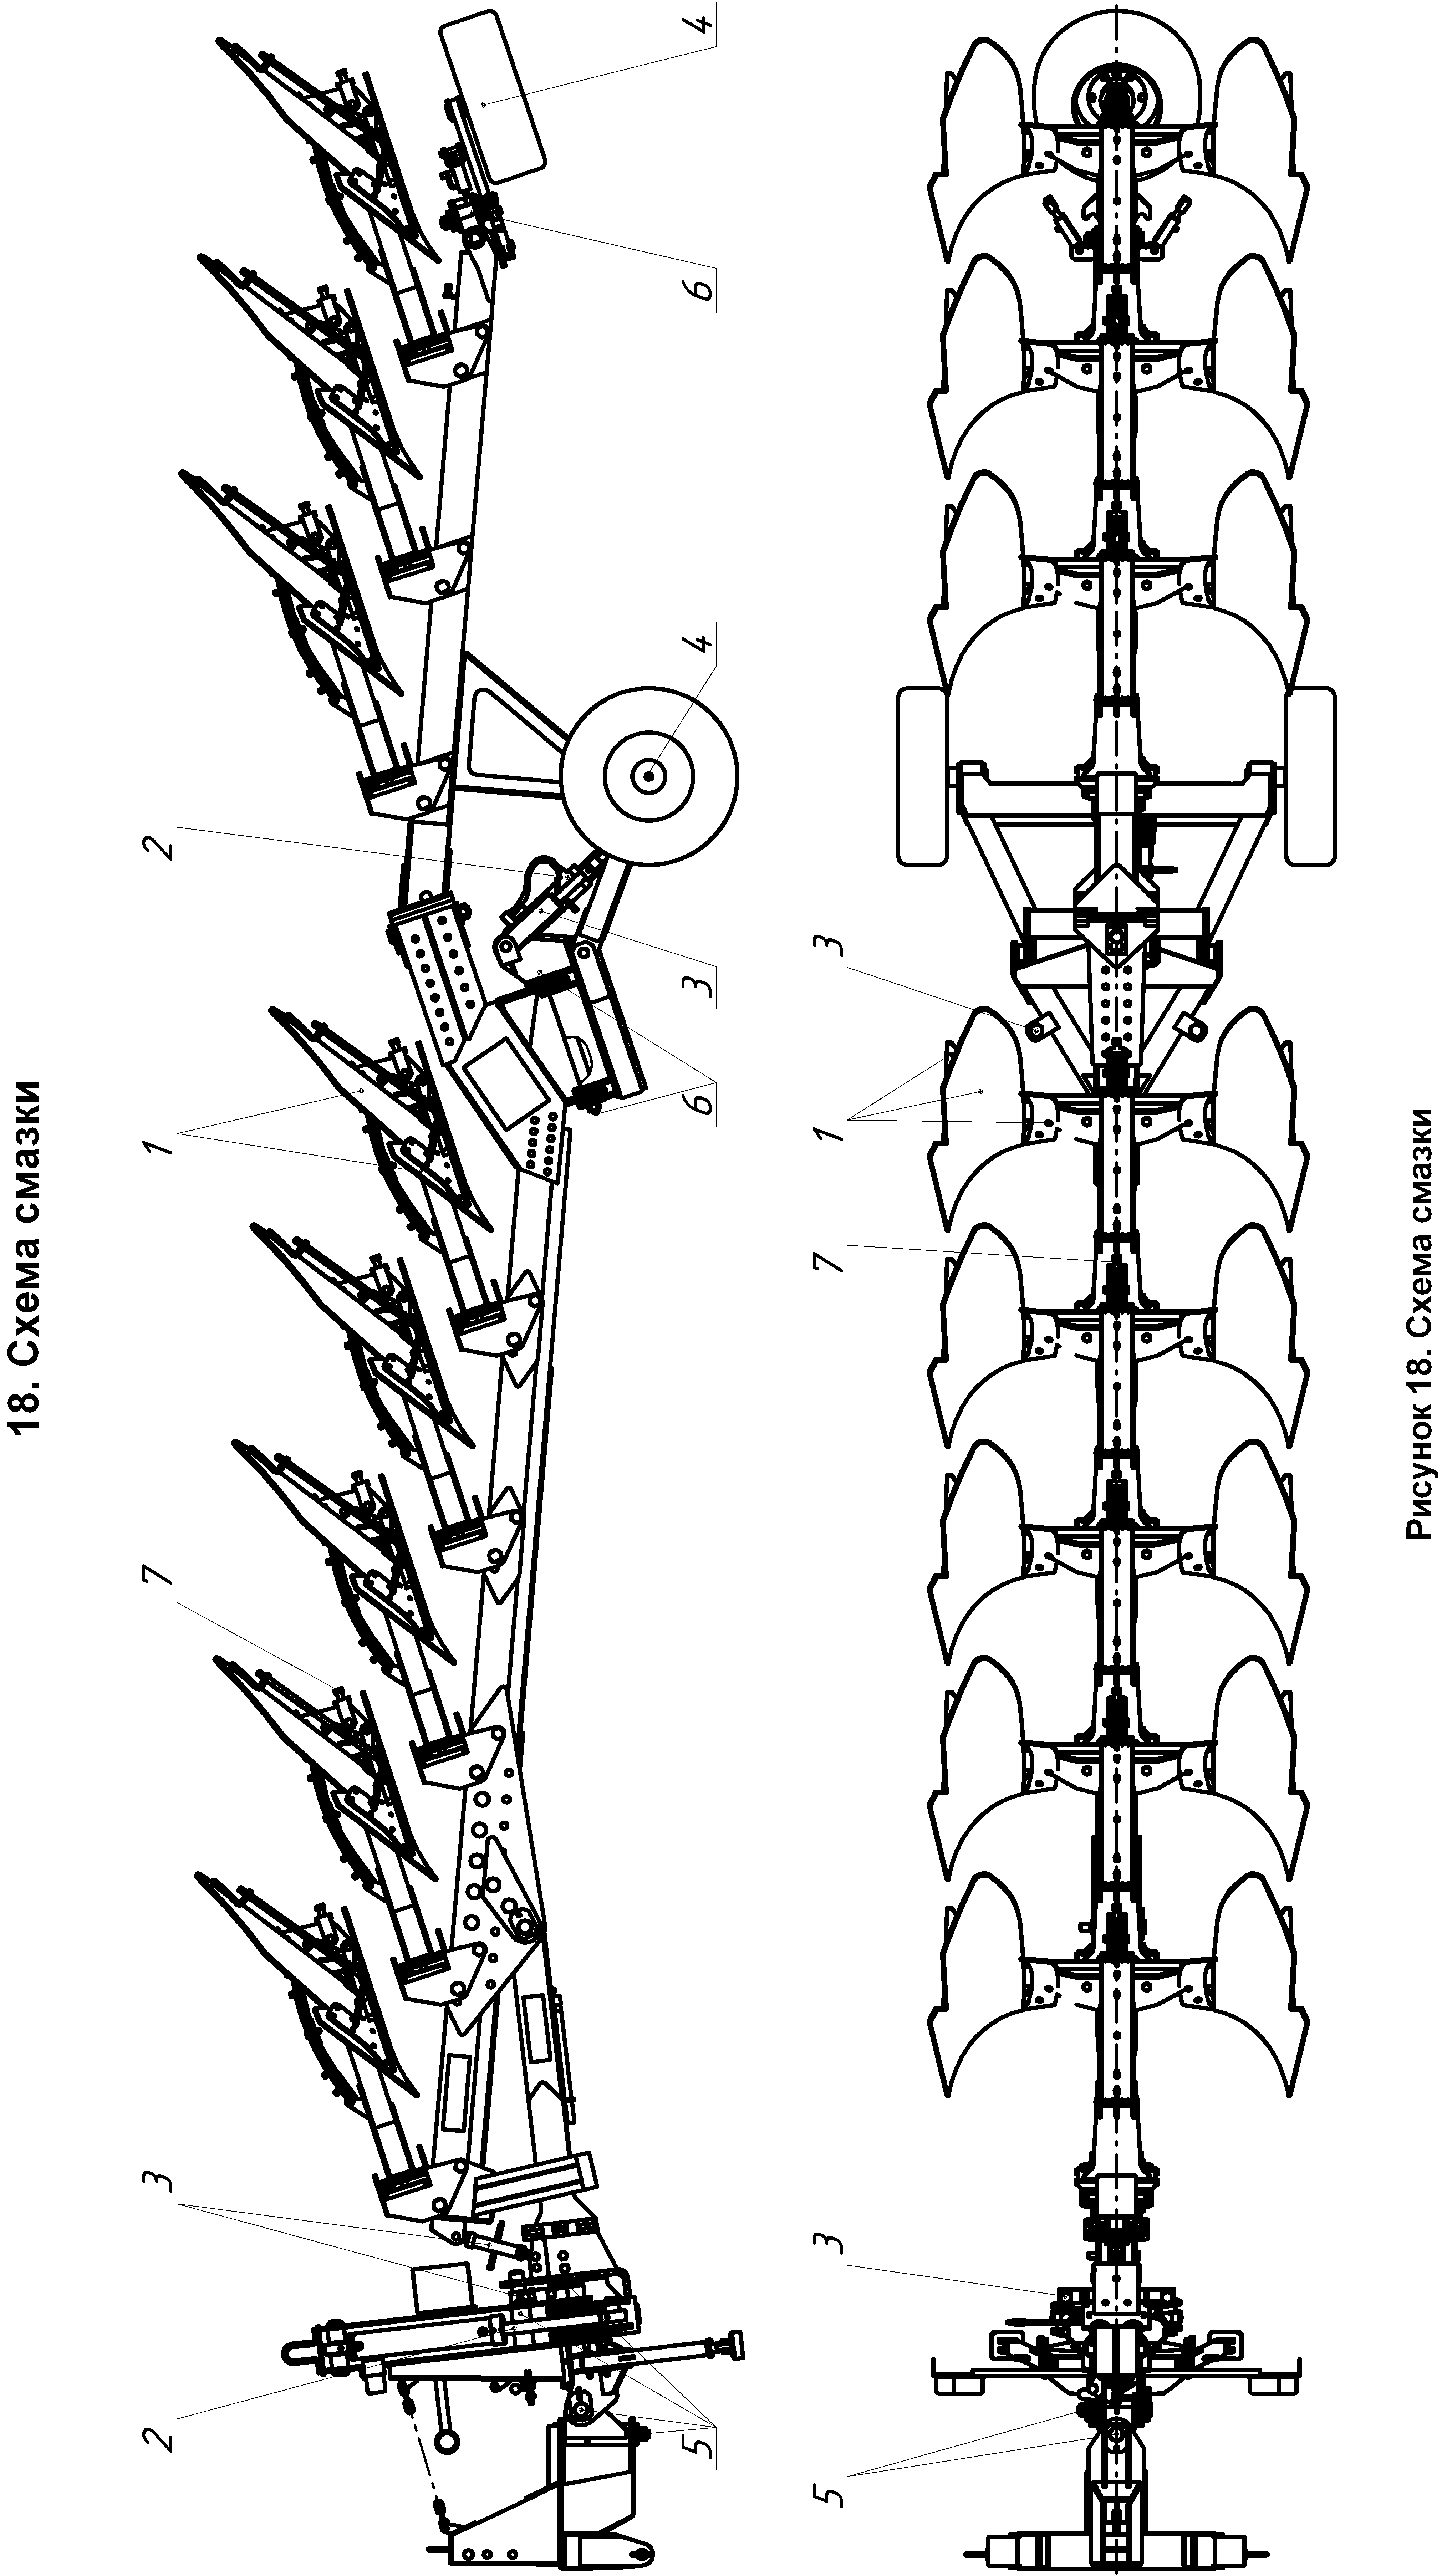 18. Схема смазки
2 3 7 1 2
5 6 3 4 6 4
5 3 7 1 3
Рисунок 18. Схема смазки